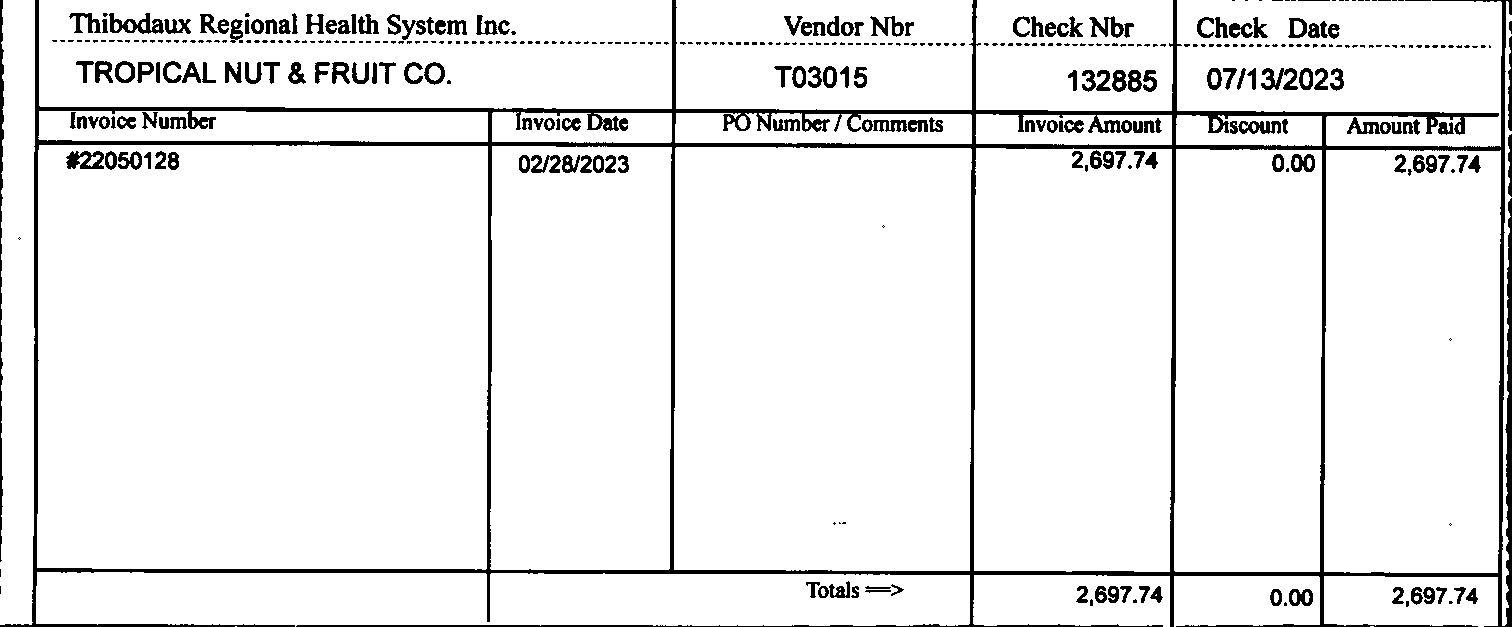 Thibodaux Regional Health System Inc. Vendor Nbr Check Nbr Check Date
TROPICAL NUT & FRUIT CO. T03015 132885 07/13/2023
Invoice Number Invoice Date PO Number / Comments Invoice Amount Discount Amount Paid
#22050128 02/28/2023 2,697.74 0.00 2,697.74
Totals ==> 2,697.74 0.00 2,697.74